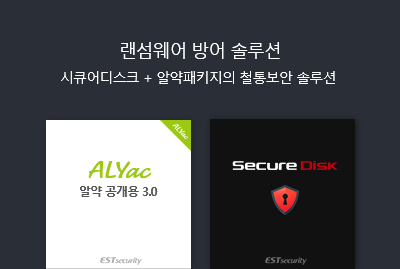 랜섬웨어 방어 솔루션
시큐어디스크 + 알약패키지의 철통보안 솔루션
ALYac
ALYac
알약 공개용 3.0
ESTsecurity
Secure Disk
ESTsecurity